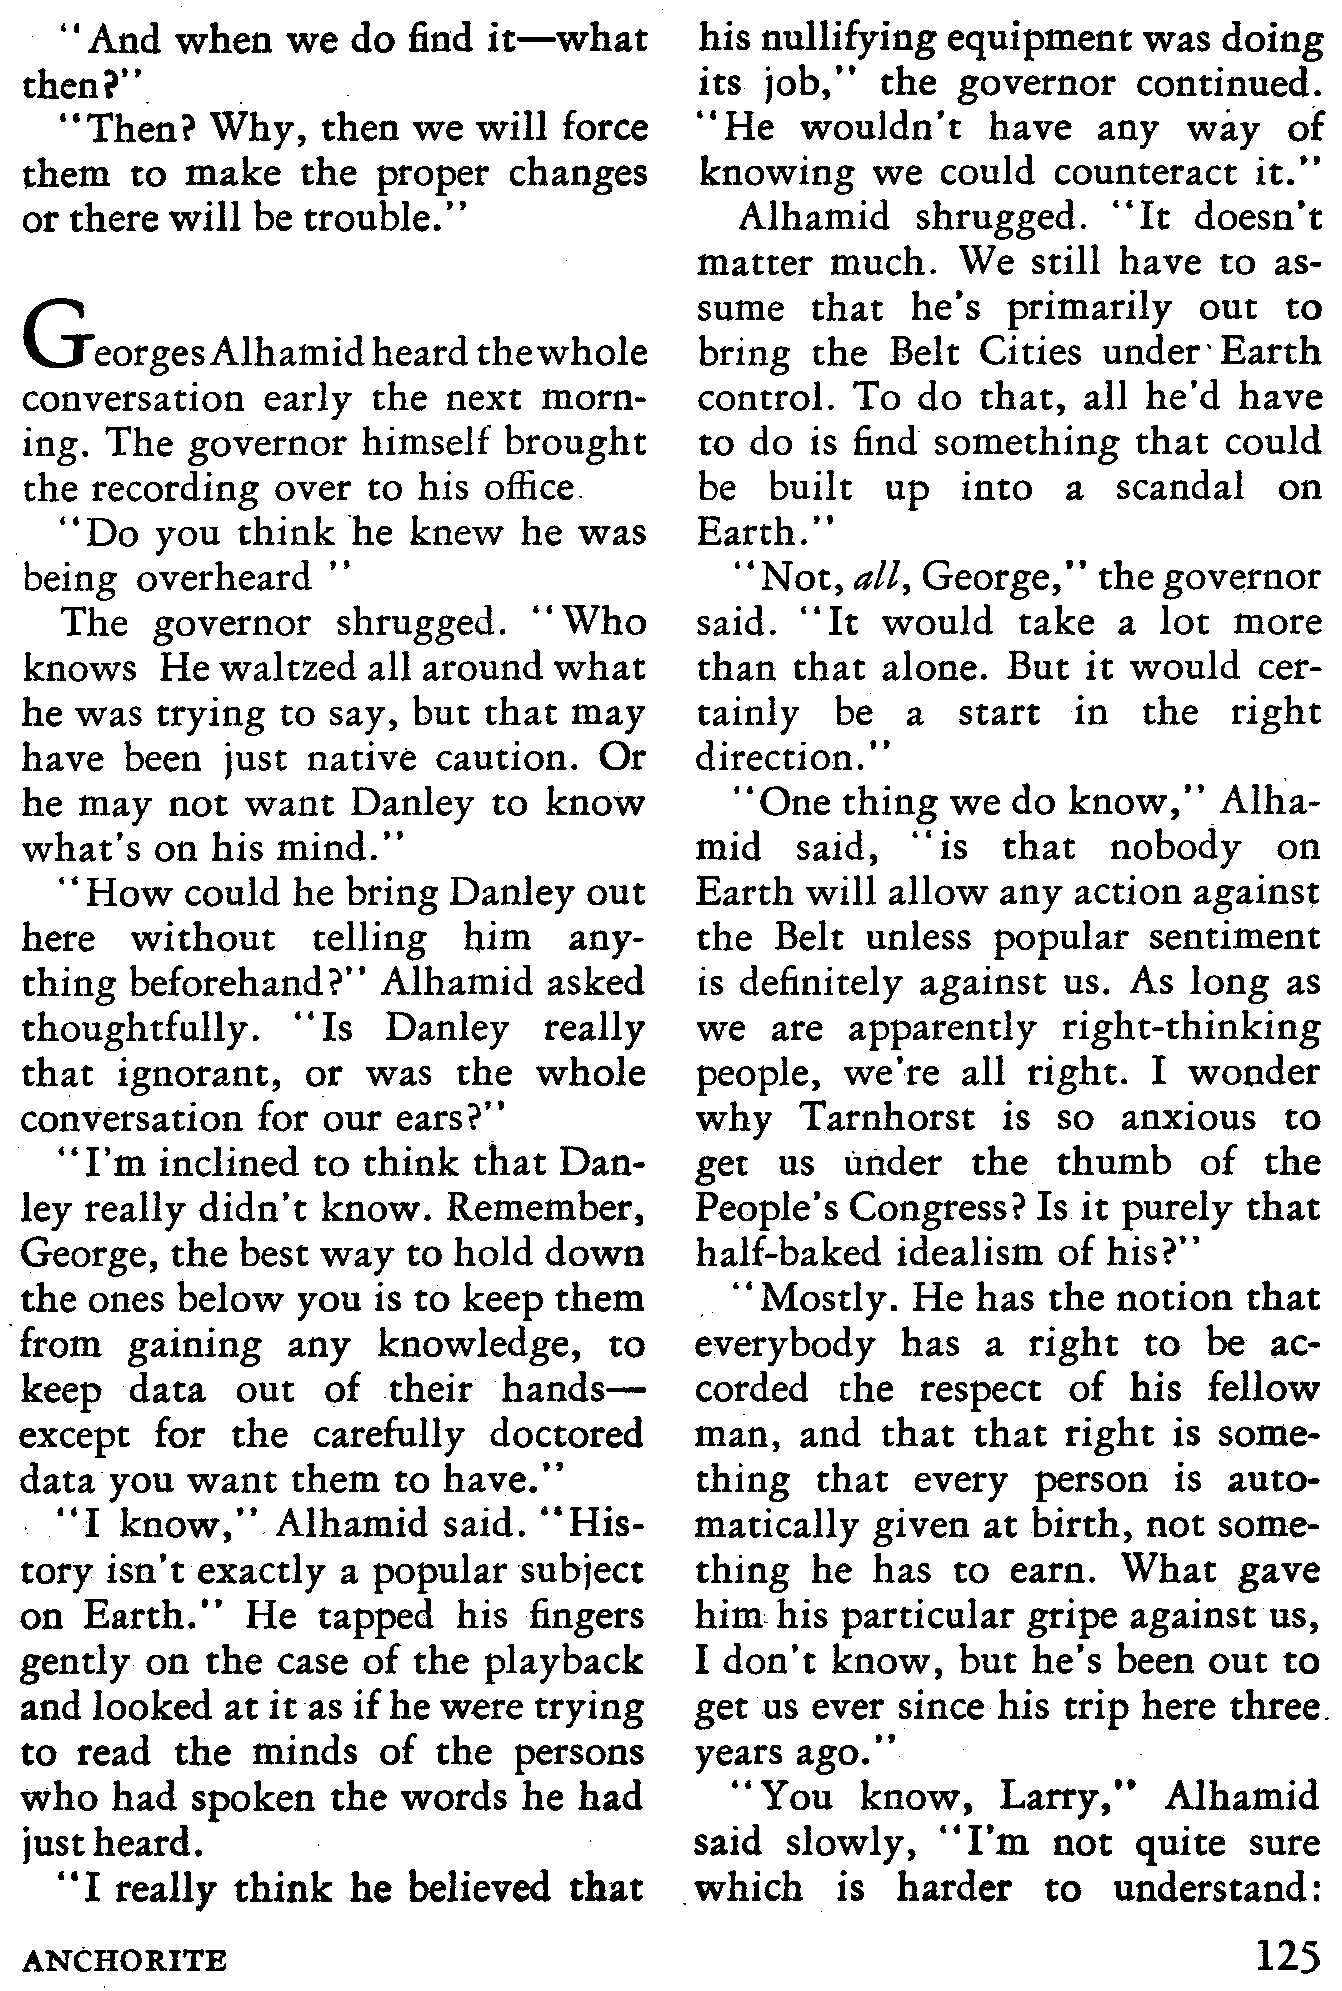 "And when we do find it—what
then?"
"Then? Why, then we will force
them to make the proper changes
or there will be trouble."
Georges Alhamid heard the whole
conversation early the next morn-
ing. The governor himself brought
the recording over to his office.
"Do you think he knew he was
being overheard "
The governor shrugged. "Who
knows He waltzed all around what
he was trying to say, but that may
have been just native caution. Or
he may not want Danley to know
what's on his mind."
"How could he bring Danley out
here without telling him any-
thing beforehand?" Alhamid asked
thoughtfully. "Is Danley really
that ignorant, or was the whole
conversation for our ears?"
"I'm inclined to think that Dan-
ley really didn't know. Remember,
George, the best way to hold down
the ones below you is to keep them
from gaining any knowledge, to
keep data out of their hands—
except for the carefully doctored
data you want them to have."
"I know," Alhamid said. "His-
tory isn't exactly a popular subject
on Earth." He tapped his fingers
gently on the case of the playback
and looked at it as if he were trying
to read the minds of the persons
who had spoken the words he had
just heard.
"I really think he believed that
his nullifying equipment was doing
its job," the governor continued.
"He wouldn't have any way of
knowing we could counteract it."
Alhamid shrugged. "It doesn't
matter much. We still have to as-
sume that he's primarily out to
bring the Belt Cities under Earth
control. To do that, all he'd have
to do is find something that could
be built up into a scandal on
Earth."
"Not, all, George," the governor
said. "It would take a lot more
than that alone. But it would cer-
tainly be a start in the right
direction."
"One thing we do know," Alha-
mid said, "is that nobody on
Earth will allow any action against
the Belt unless popular sentiment
is definitely against us. As long as
we are apparently right-thinking
people, we're all right. I wonder
why Tarnhorst is so anxious to
get us under the thumb of the
People's Congress? Is it purely that
half-baked idealism of his?"
"Mostly. He has the notion that
everybody has a right to be ac-
corded the respect of his fellow
man, and that that right is some-
thing that every person is auto-
matically given at birth, not some-
thing he has to earn. What gave
him his particular gripe against us,
I don't know, but he's been out to
get us ever since his trip here three
years ago."
"You know, Larry," Alhamid
said slowly, "I'm not quite sure
which is harder to understand:
ANCHORITE
125